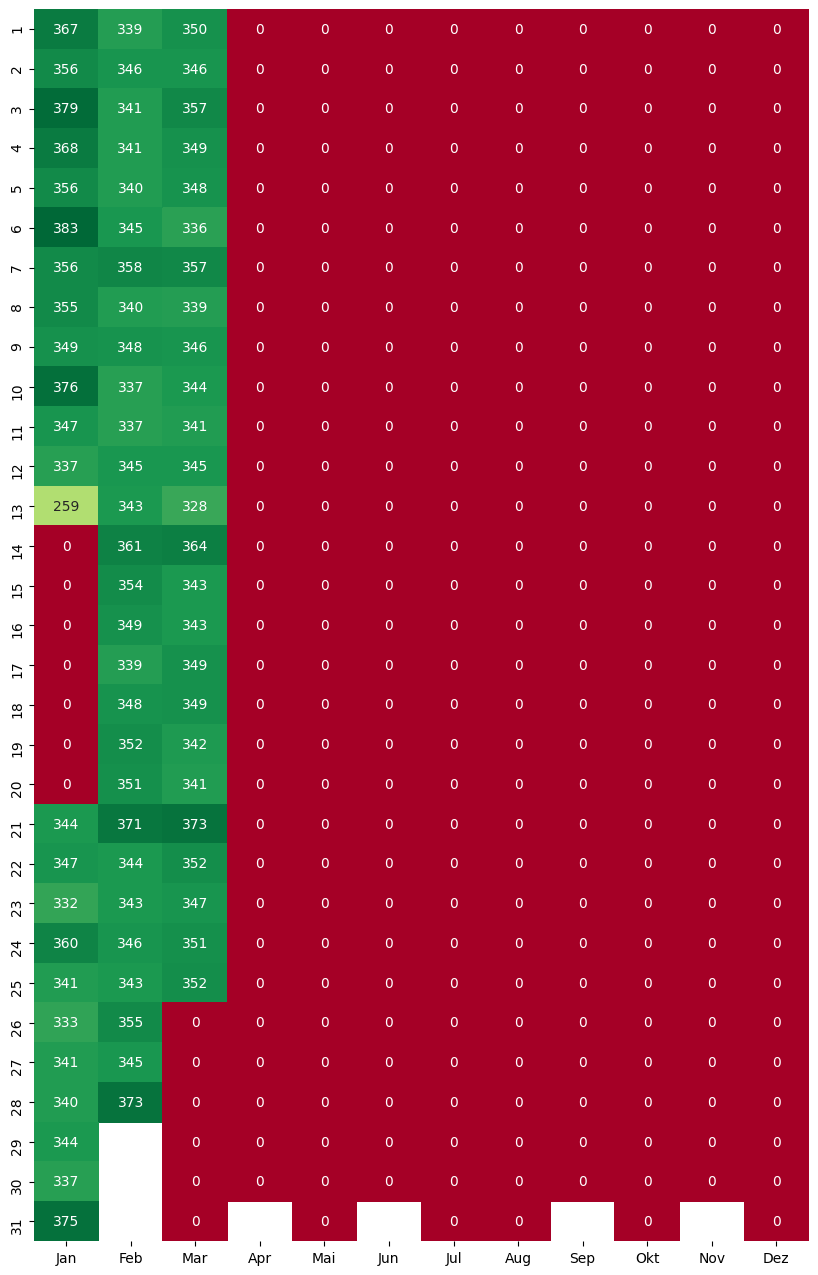 1 367 339 350 0 0 0 0 0 0 0 0 0
2 356 346 346 0 0 0 0 0 0 0 0 0
3 379 341 357 0 0 0 0 0 0 0 0 0
4 368 341 349 0 0 0 0 0 0 0 0 0
5 356 340 348 0 0 0 0 0 0 0 0 0
6 383 345 336 0 0 0 0 0 0 0 0 0
7 356 358 357 0 0 0 0 0 0 0 0 0
8 355 340 339 0 0 0 0 0 0 0 0 0
9 349 348 346 0 0 0 0 0 0 0 0 0
10 376 337 344 0 0 0 0 0 0 0 0 0
11 347 337 341 0 0 0 0 0 0 0 0 0
12 337 345 345 0 0 0 0 0 0 0 0 0
13 259 343 328 0 0 0 0 0 0 0 0 0
14 0 361 364 0 0 0 0 0 0 0 0 0
15 0 354 343 0 0 0 0 0 0 0 0 0
16 0 349 343 0 0 0 0 0 0 0 0 0
17 0 339 349 0 0 0 0 0 0 0 0 0
18 0 348 349 0 0 0 0 0 0 0 0 0
19 0 352 342 0 0 0 0 0 0 0 0 0
20 0 351 341 0 0 0 0 0 0 0 0 0
21 344 371 373 0 0 0 0 0 0 0 0 0
22 347 344 352 0 0 0 0 0 0 0 0 0
23 332 343 347 0 0 0 0 0 0 0 0 0
24 360 346 351 0 0 0 0 0 0 0 0 0
25 341 343 352 0 0 0 0 0 0 0 0 0
26 333 355 0 0 0 0 0 0 0 0 0 0
27 341 345 0 0 0 0 0 0 0 0 0 0
28 340 373 0 0 0 0 0 0 0 0 0 0
29 344 0 0 0 0 0 0 0 0 0 0
30 337 0 0 0 0 0 0 0 0 0 0
31 375 0 0 0 0 0 0
Jan Feb Mar Apr Mai Jun Jul Aug Sep Okt Nov Dez